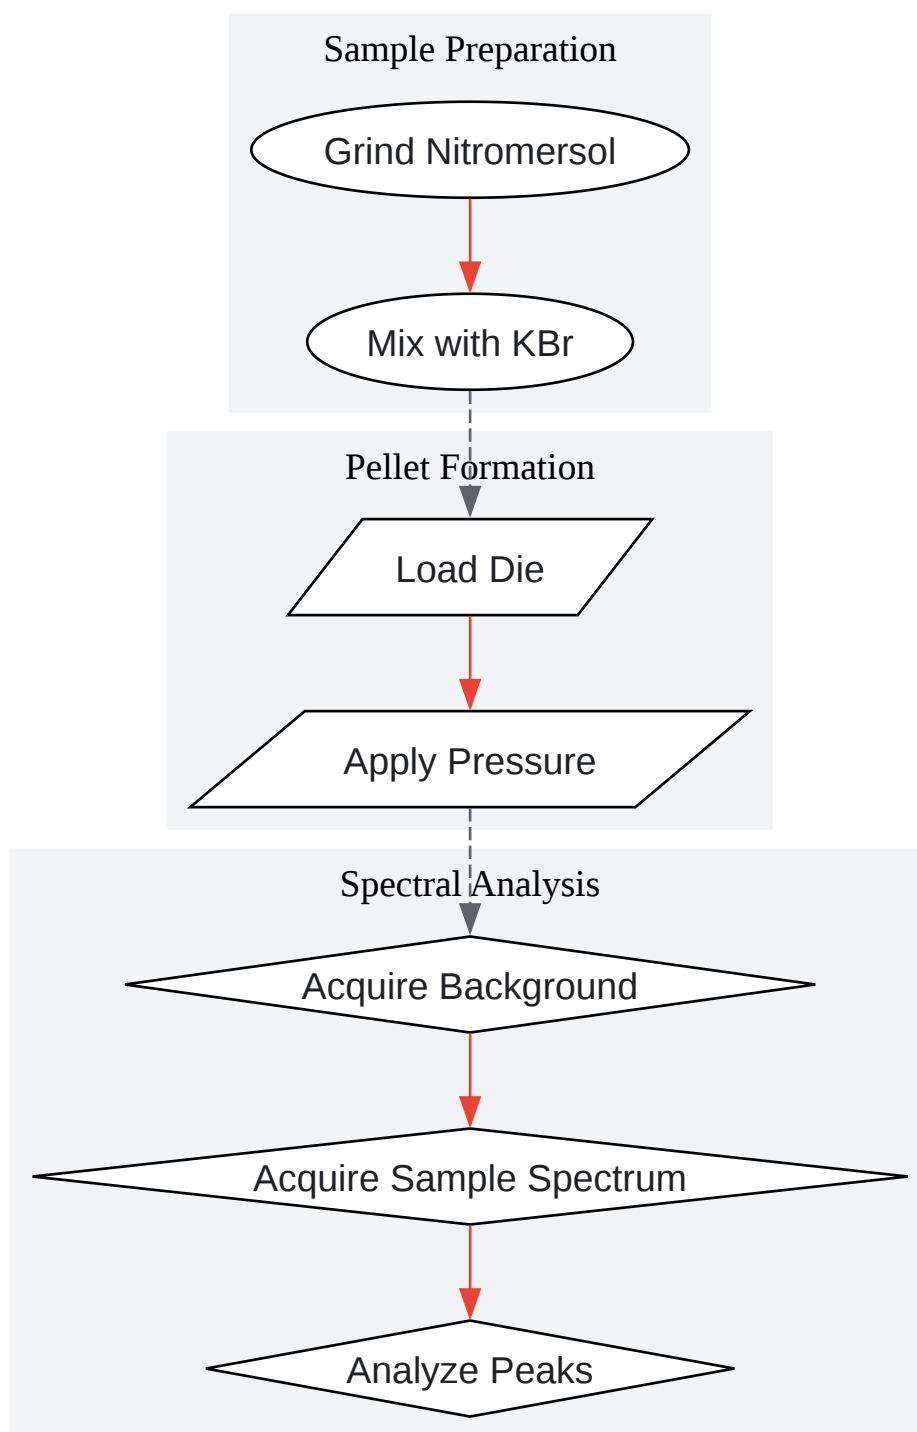 Sample Preparation
Grind Nitromersol
Mix with KBr
Pellet Formation
Load Die
Apply Pressure
Spectral Analysis
Acquire Background
Acquire Sample Spectrum
Analyze Peaks